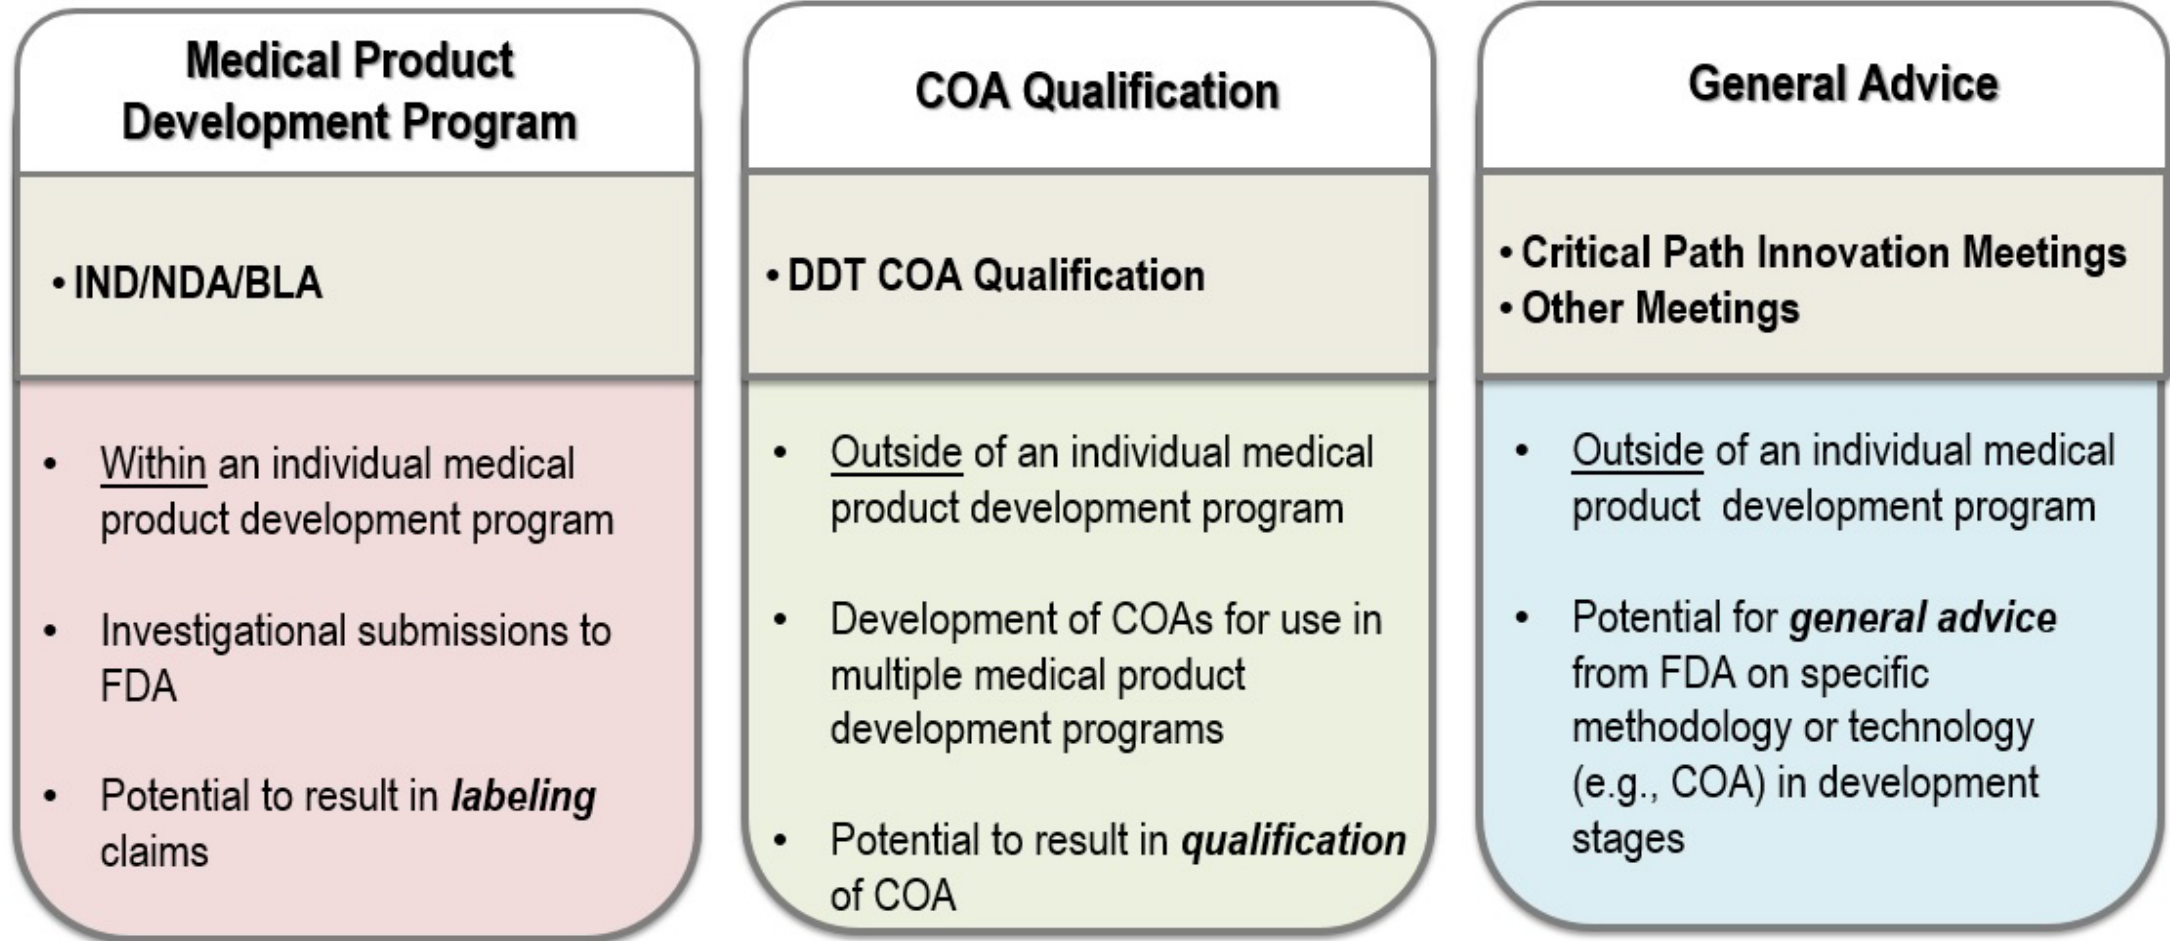 Medical Product
Development Program
• IND/NDA/BLA
• Within an individual medical
product development program
• Investigational submissions to
FDA
• Potential to result in labeling
claims
COA Qualification
• DDT COA Qualification
• Outside of an individual medical
product development program
• Development of COAs for use in
multiple medical product
development programs
• Potential to result in qualification
of COA
General Advice
• Critical Path Innovation Meetings
• Other Meetings
• Outside of an individual medical
product development program
• Potential for general advice
from FDA on specific
methodology or technology
(e.g., COA) in development
stages